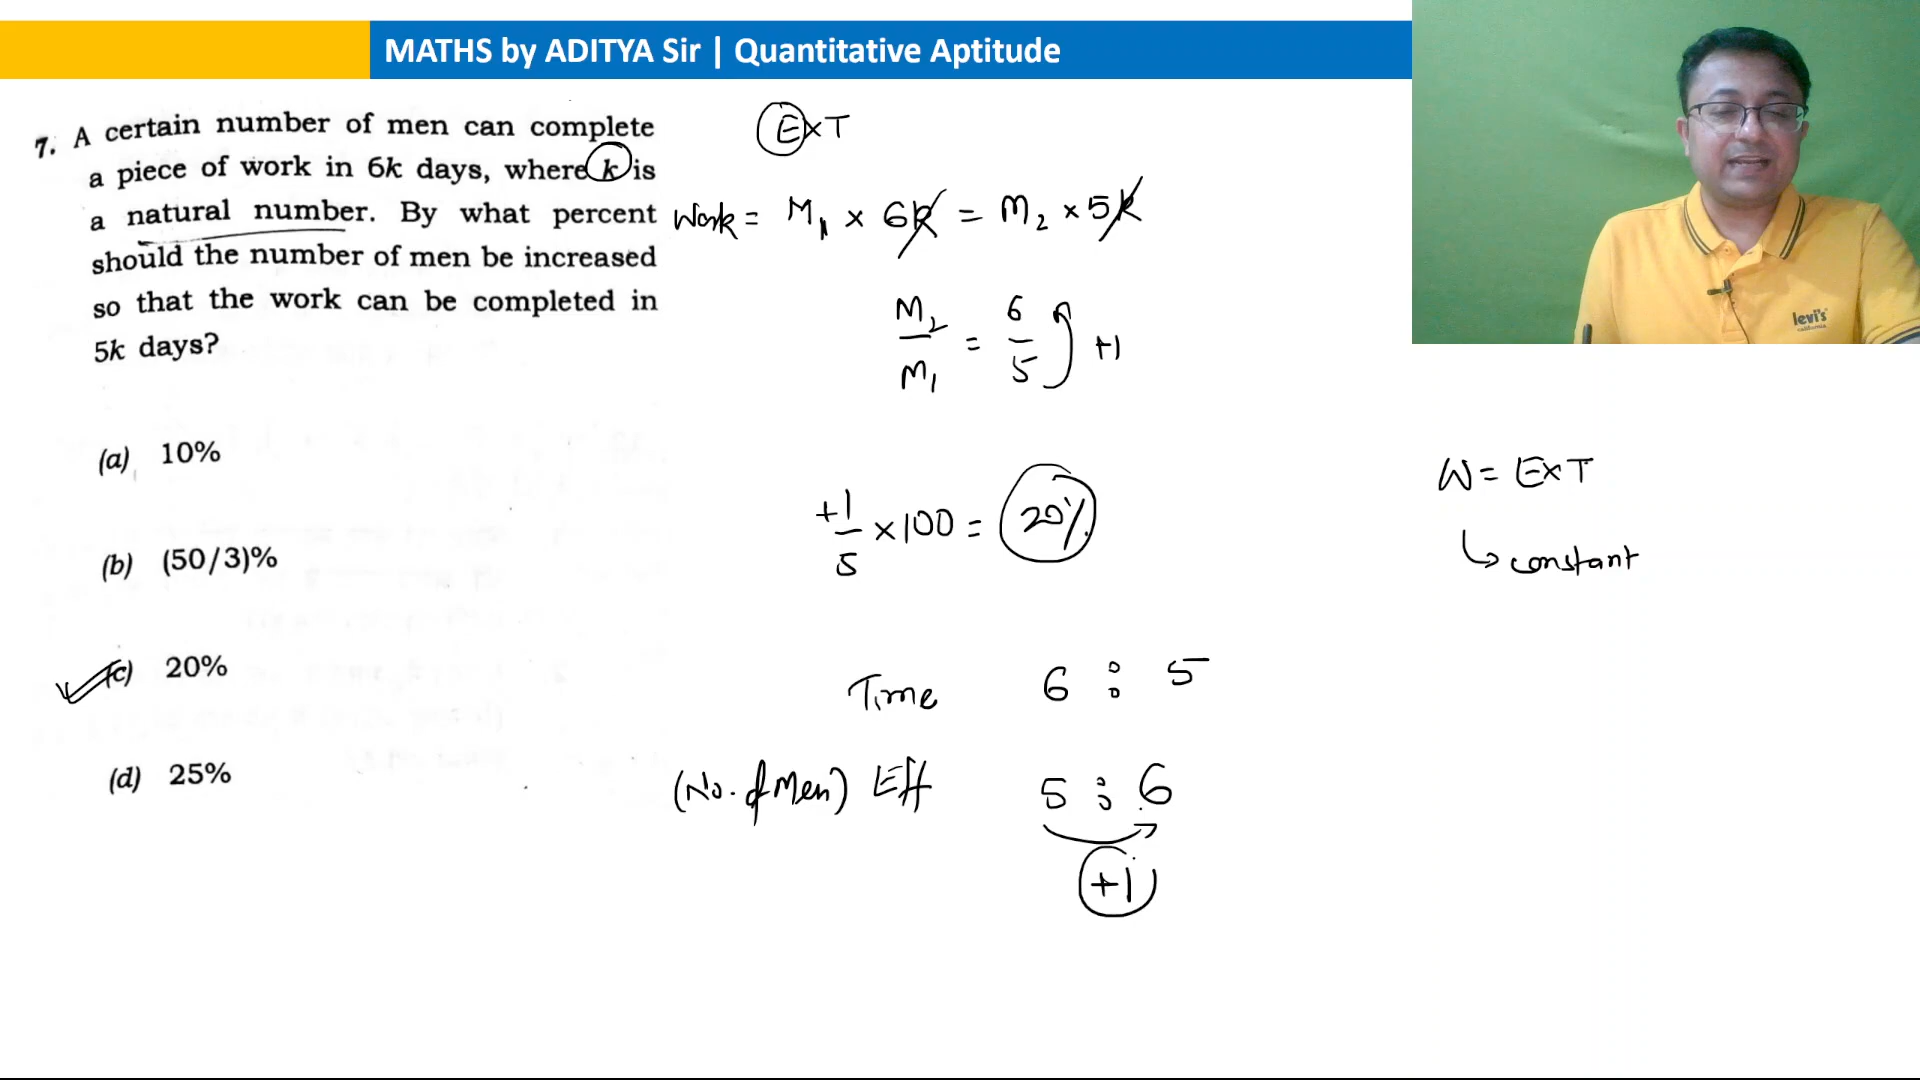 MATHS by ADITYA Sir | Quantitative Aptitude
7. A certain number of men can complete
a piece of work in 6k days, where k is
a natural number. By what percent
should the number of men be increased
so that the work can be completed in
5k days?
(a) 10%
(b) (50/3)%
(c) 20%
(d) 25%
E×T
Work = M₁ × 6k = M₂ × 5k
M₂/M₁ = 6/5 +1
+1/5 × 100 = 20%
Time 6 : 5
(No. of Men) Eff 5 : 6
+1
W = E×T
↳ constant
levi's
california